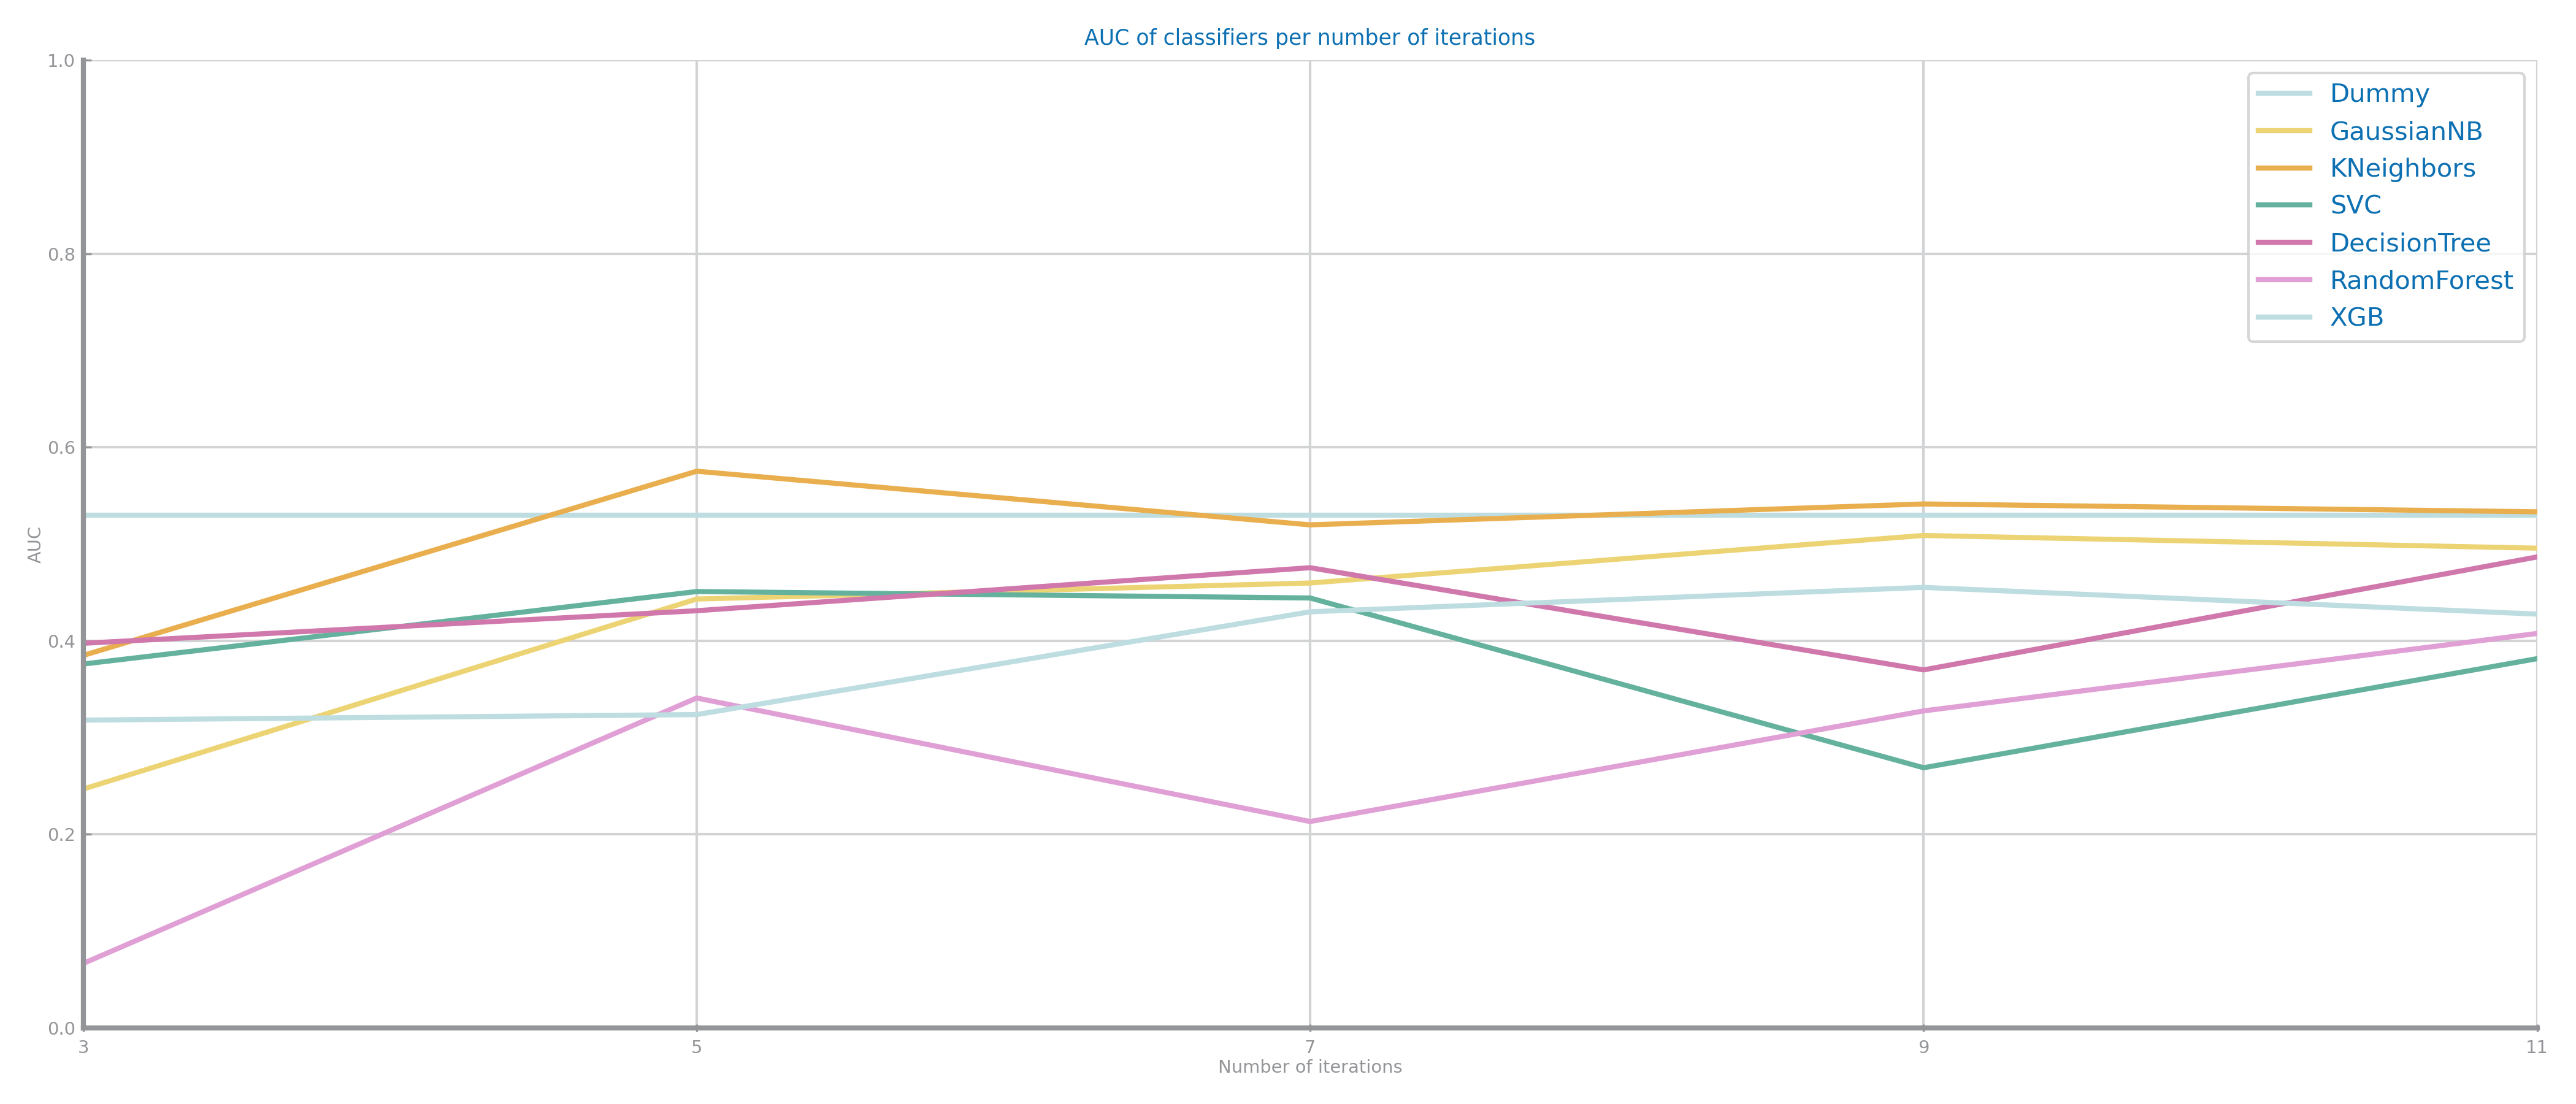 AUC of classifiers per number of iterations
1.0
0.8
0.6
0.4
0.2
0.0
AUC
3
5
7
9
11
Number of iterations
Dummy
GaussianNB
KNeighbors
SVC
DecisionTree
RandomForest
XGB